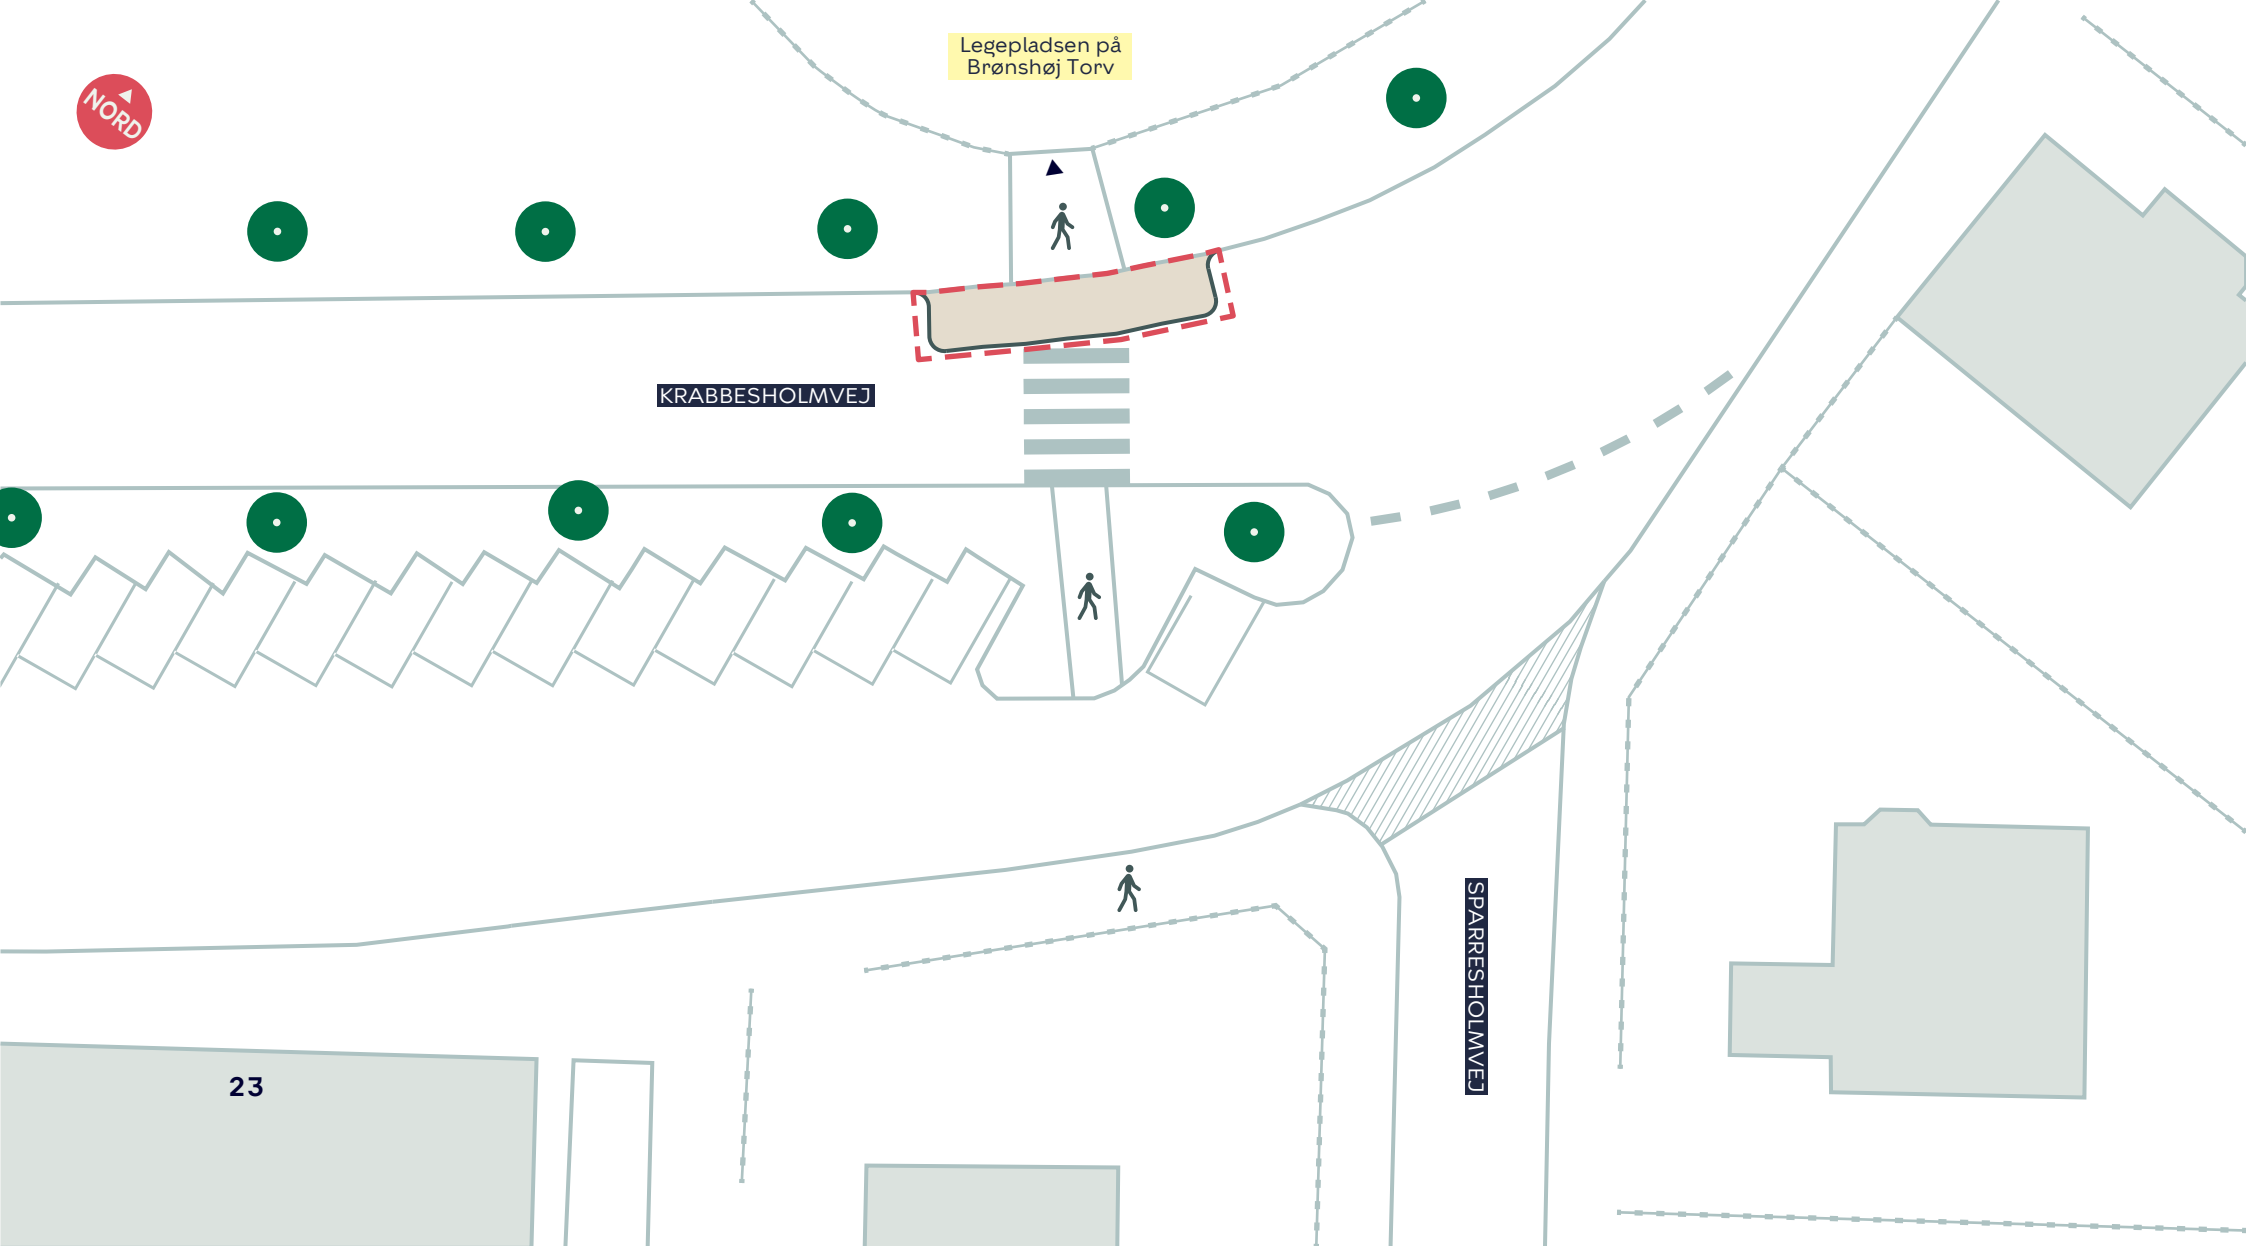 Legepladsen på
Brønshøj Torv
NORD
KRABBESHOLMVEJ
SPARRESHOLMVEJ
23